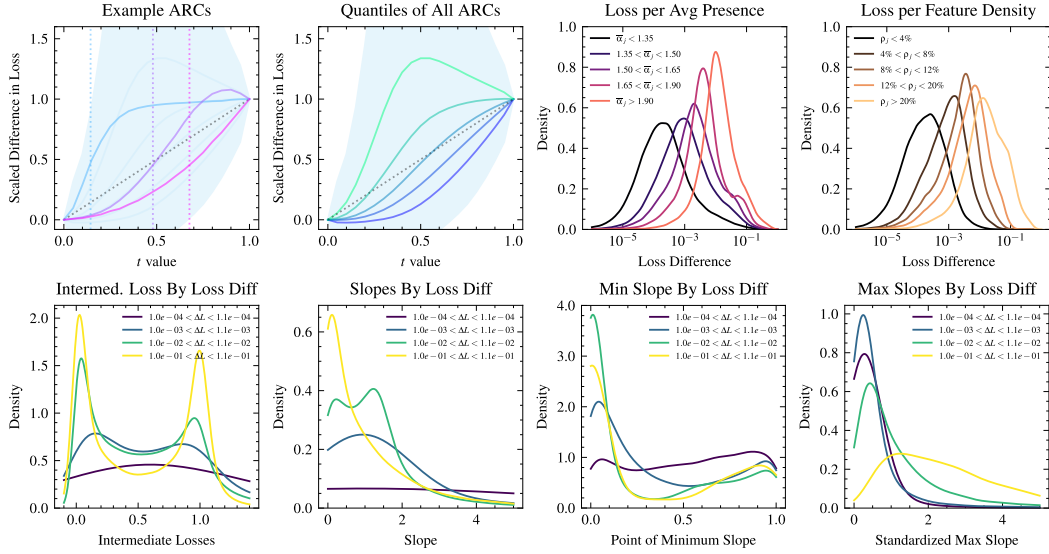 Example ARCs
Scaled Difference in Loss
1.5
1.0
0.5
0.0
0.0 0.5 1.0
t value
Quantiles of All ARCs
Scaled Difference in Loss
1.5
1.0
0.5
0.0
0.0 0.5 1.0
t value
Loss per Avg Presence
Density
1.0
0.8
0.6
0.4
0.2
0.0
ᾱⱼ < 1.35
1.35 < ᾱⱼ < 1.50
1.50 < ᾱⱼ < 1.65
1.65 < ᾱⱼ < 1.90
ᾱⱼ > 1.90
10⁻⁵ 10⁻³ 10⁻¹
Loss Difference
Loss per Feature Density
Density
1.0
0.8
0.6
0.4
0.2
0.0
ρⱼ < 4%
4% < ρⱼ < 8%
8% < ρⱼ < 12%
12% < ρⱼ < 20%
ρⱼ > 20%
10⁻⁵ 10⁻³ 10⁻¹
Loss Difference
Intermed. Loss By Loss Diff
Density
2.0
1.5
1.0
0.5
0.0
1.0e − 04 < ΔL < 1.1e − 04
1.0e − 03 < ΔL < 1.1e − 03
1.0e − 02 < ΔL < 1.1e − 02
1.0e − 01 < ΔL < 1.1e − 01
0.0 0.5 1.0
Intermediate Losses
Slopes By Loss Diff
Density
0.6
0.4
0.2
0.0
1.0e − 04 < ΔL < 1.1e − 04
1.0e − 03 < ΔL < 1.1e − 03
1.0e − 02 < ΔL < 1.1e − 02
1.0e − 01 < ΔL < 1.1e − 01
0 2 4
Slope
Min Slope By Loss Diff
Density
4.0
3.0
2.0
1.0
0.0
1.0e − 04 < ΔL < 1.1e − 04
1.0e − 03 < ΔL < 1.1e − 03
1.0e − 02 < ΔL < 1.1e − 02
1.0e − 01 < ΔL < 1.1e − 01
0.0 0.5 1.0
Point of Minimum Slope
Max Slopes By Loss Diff
Density
1.0
0.8
0.6
0.4
0.2
0.0
1.0e − 04 < ΔL < 1.1e − 04
1.0e − 03 < ΔL < 1.1e − 03
1.0e − 02 < ΔL < 1.1e − 02
1.0e − 01 < ΔL < 1.1e − 01
0 2 4
Standardized Max Slope